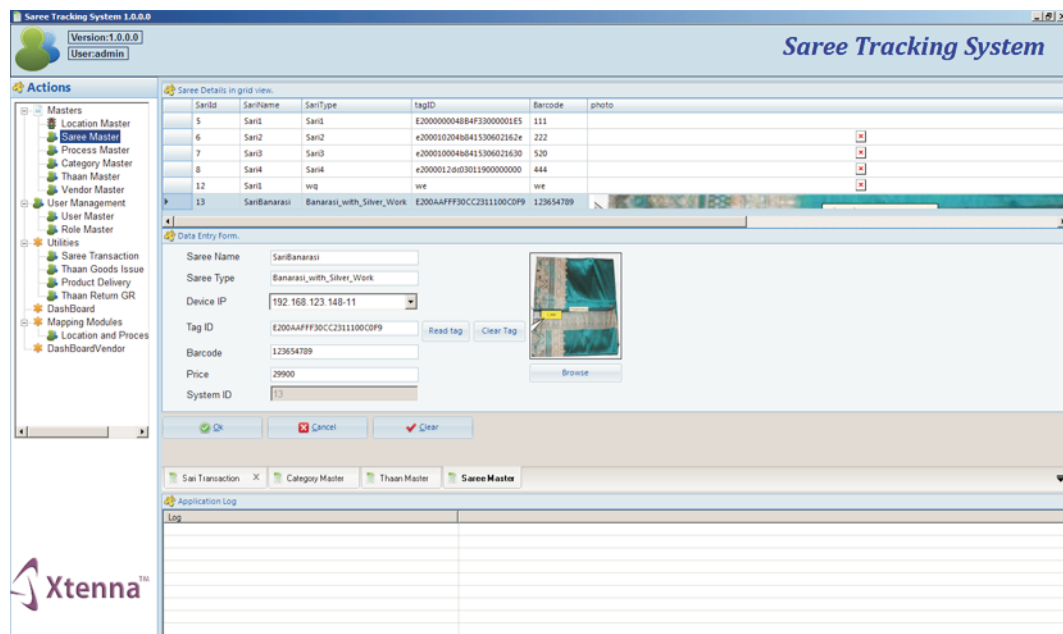 Saree Tracking System 1.0.0.0
Version:1.0.0.0
User:admin
Saree Tracking System
Actions
Masters
Location Master
Saree Master
Process Master
Category Master
Thaan Master
Vendor Master
User Management
User Master
Role Master
Utilities
Saree Transaction
Thaan Goods Issue
Product Delivery
Thaan Return GR
DashBoard
Mapping Modules
Location and Proces
DashBoardVendor
Xtenna™
Saree Details in grid view.
SariId SariName SariType tagID Barcode photo
5 Sari1 Sari1 E2000000048B4F33000001E5 111
6 Sari2 Sari2 e200010204b841530602162e 222
7 Sari3 Sari3 e200010004b8415306021630 520
8 Sari4 Sari4 e2000012dc03011900000000 444
12 Sari1 wq we we
13 SariBanarasi Banarasi_with_Silver_Work E200AAFFF30CC2311100C0F9 123654789
Data Entry Form.
Saree Name SariBanarasi
Saree Type Banarasi_with_Silver_Work
Device IP 192.168.123.148-11
Tag ID E200AAFFF30CC2311100C0F9 Read tag Clear Tag
Barcode 123654789
Price 29900
System ID 13
Browse
Ok Cancel Clear
Sari Transaction X Category Master Thaan Master Saree Master
Application Log
Log